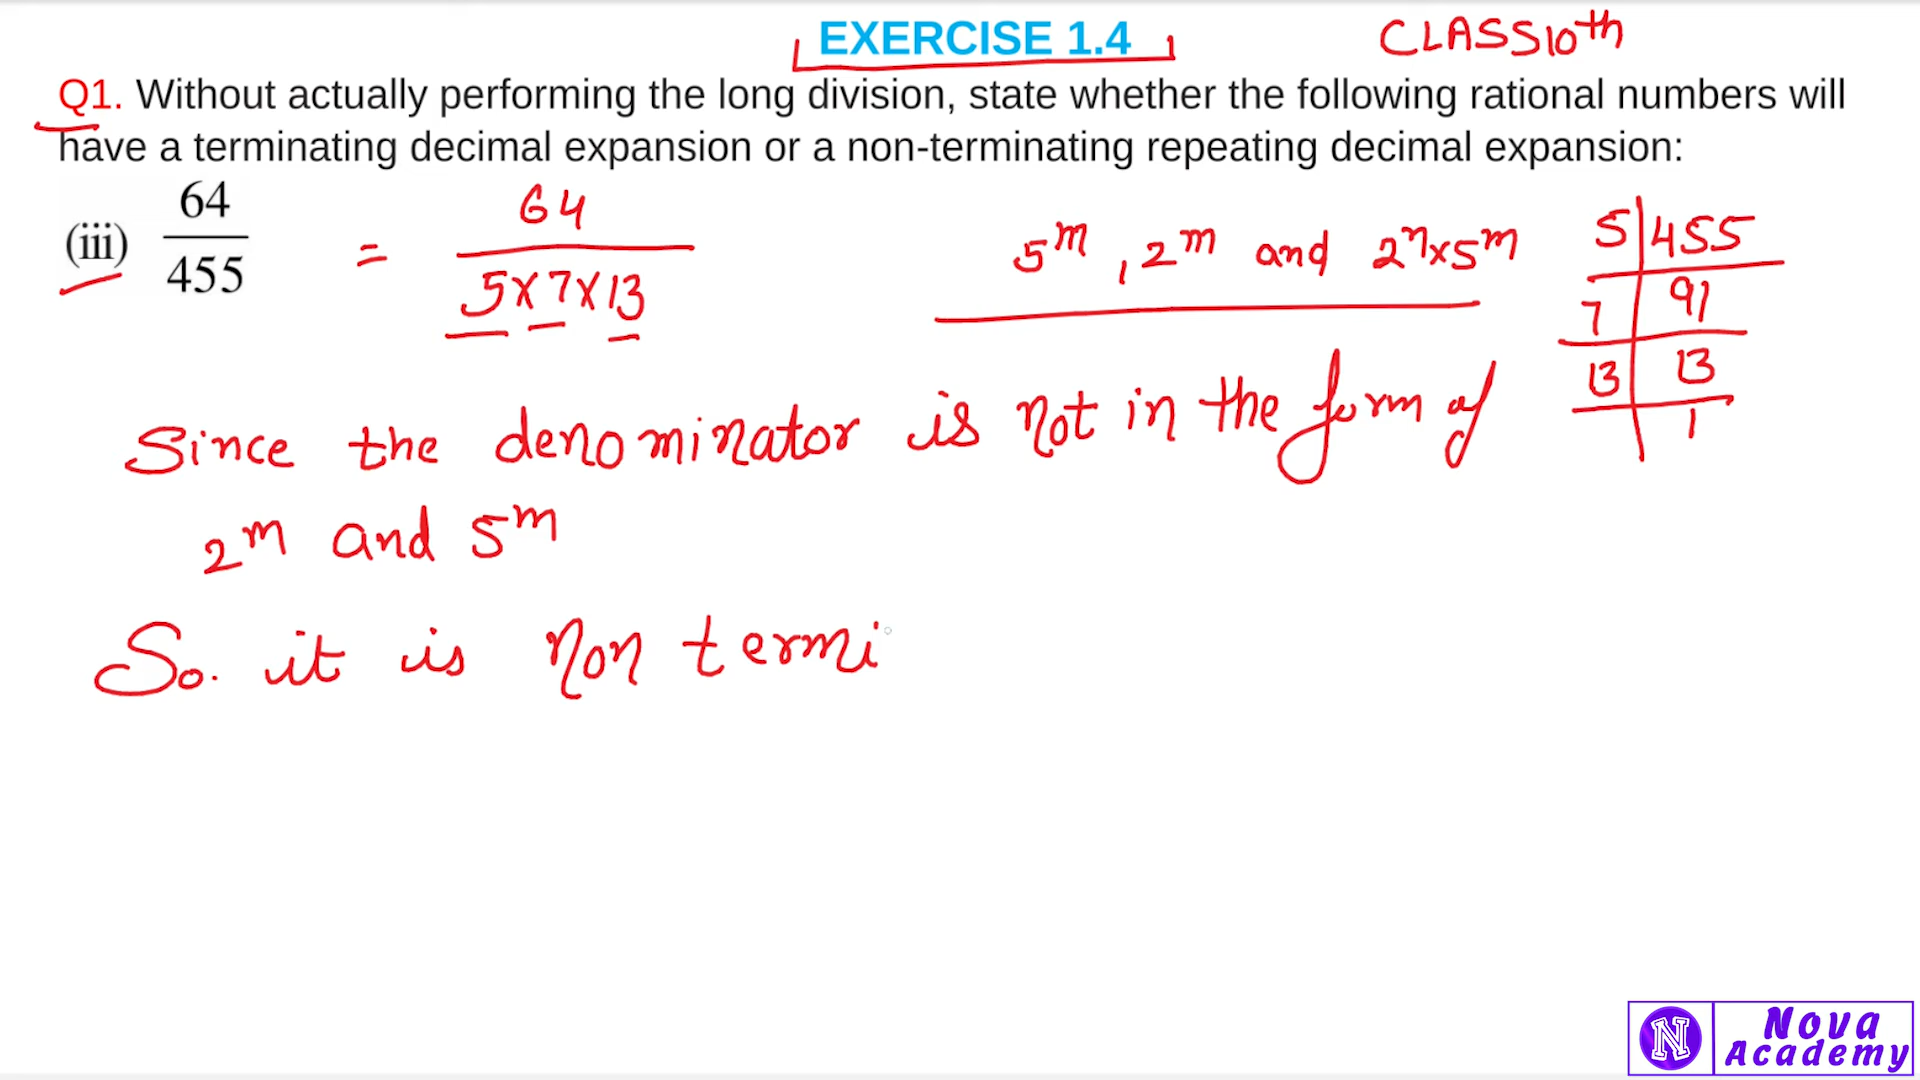 EXERCISE 1.4
CLASS 10th
Q1. Without actually performing the long division, state whether the following rational numbers will
have a terminating decimal expansion or a non-terminating repeating decimal expansion:
(iii) 64/455 = 64/(5×7×13)
5^m, 2^m and 2^n×5^m
5|455
7|91
13|13
1
Since the denominator is not in the form of
2^m and 5^m
So. it is non termi
N Nova
Academy